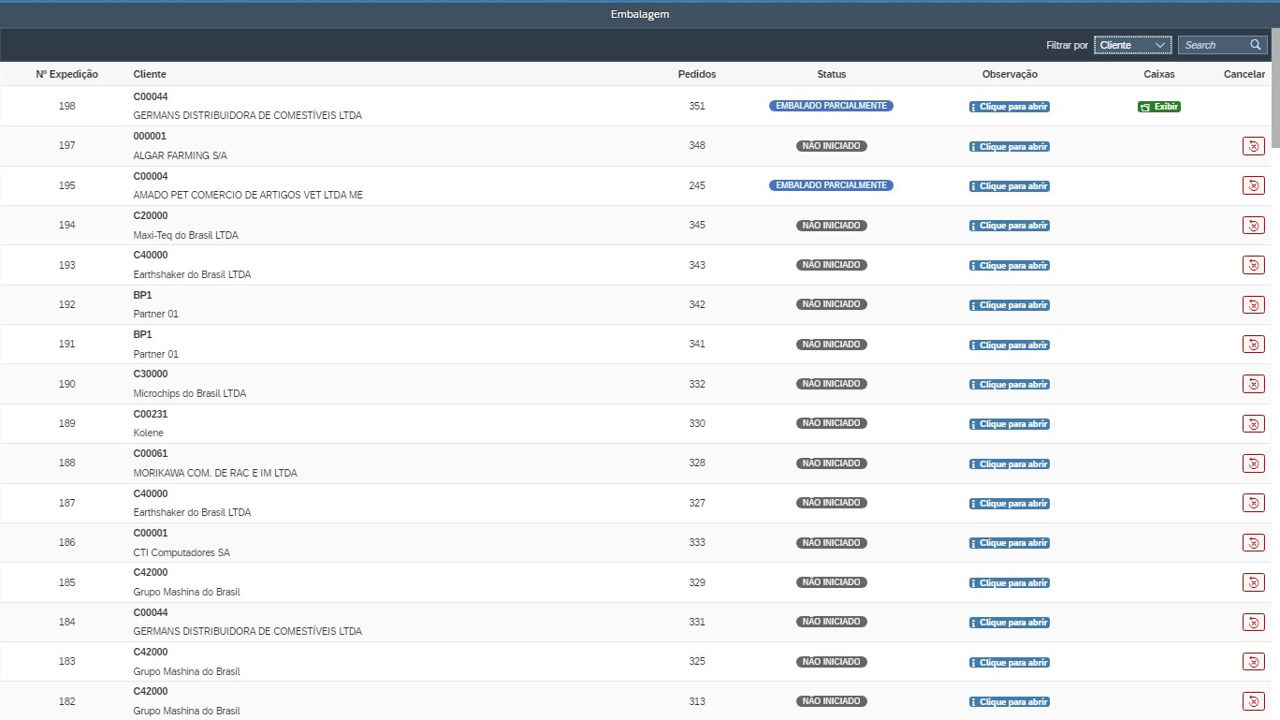 Embalagem
Filtrar por Cliente Search
Nº Expedição Cliente Pedidos Status Observação Caixas Cancelar
198 C00044 GERMANS DISTRIBUIDORA DE COMESTÍVEIS LTDA 351 EMBALADO PARCIALMENTE Clique para abrir Exibir
197 000001 ALGAR FARMING S/A 348 NÃO INICIADO Clique para abrir
195 C00004 AMADO PET COMERCIO DE ARTIGOS VET LTDA ME 245 EMBALADO PARCIALMENTE Clique para abrir
194 C20000 Maxi-Teq do Brasil LTDA 345 NÃO INICIADO Clique para abrir
193 C40000 Earthshaker do Brasil LTDA 343 NÃO INICIADO Clique para abrir
192 BP1 Partner 01 342 NÃO INICIADO Clique para abrir
191 BP1 Partner 01 341 NÃO INICIADO Clique para abrir
190 C30000 Microchips do Brasil LTDA 332 NÃO INICIADO Clique para abrir
189 C00231 Kolene 330 NÃO INICIADO Clique para abrir
188 C00061 MORIKAWA COM. DE RAC E IM LTDA 328 NÃO INICIADO Clique para abrir
187 C40000 Earthshaker do Brasil LTDA 327 NÃO INICIADO Clique para abrir
186 C00001 CTI Computadores SA 333 NÃO INICIADO Clique para abrir
185 C42000 Grupo Mashina do Brasil 329 NÃO INICIADO Clique para abrir
184 C00044 GERMANS DISTRIBUIDORA DE COMESTÍVEIS LTDA 331 NÃO INICIADO Clique para abrir
183 C42000 Grupo Mashina do Brasil 325 NÃO INICIADO Clique para abrir
182 C42000 Grupo Mashina do Brasil 313 NÃO INICIADO Clique para abrir